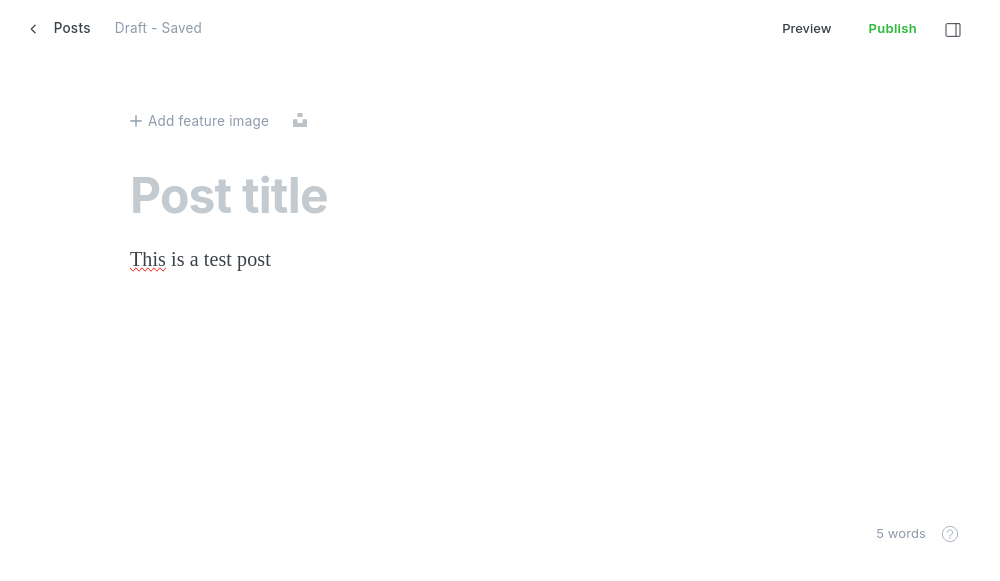 Posts Draft - Saved Preview Publish
Add feature image
Post title
This is a test post
5 words ?